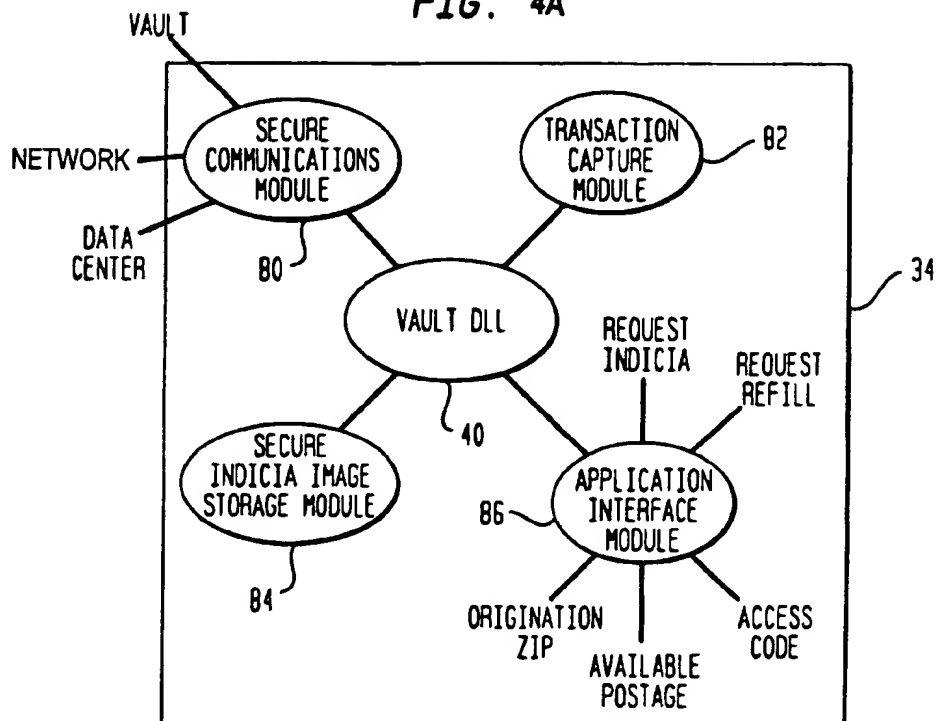 FIG. 4A
VAULT
NETWORK
DATA
CENTER
SECURE
COMMUNICATIONS
MODULE
80
TRANSACTION
CAPTURE
MODULE
82
34
VAULT DLL
40
SECURE
INDICIA IMAGE
STORAGE MODULE
84
REQUEST
INDICIA
REQUEST
REFILL
APPLICATION
INTERFACE
MODULE
86
ORIGINATION
ZIP
AVAILABLE
POSTAGE
ACCESS
CODE